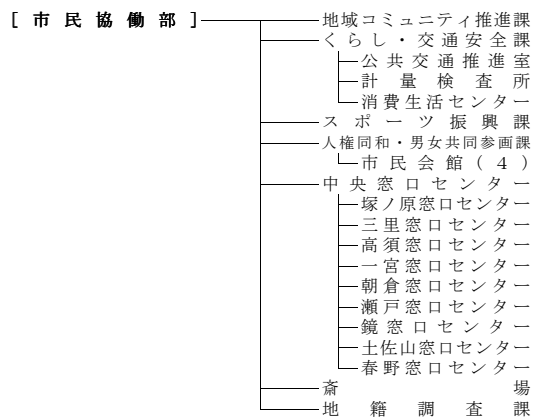 [市民協働部]
地域コミュニティ推進課
くらし・交通安全課
公共交通推進室
計量検査所
消費生活センター
スポーツ振興課
人権同和・男女共同参画課
市民会館(4)
中央窓口センター
塚ノ原窓口センター
三里窓口センター
高須窓口センター
一宮窓口センター
朝倉窓口センター
瀬戸窓口センター
鏡窓口センター
土佐山窓口センター
春野窓口センター
斎場
地籍調査課